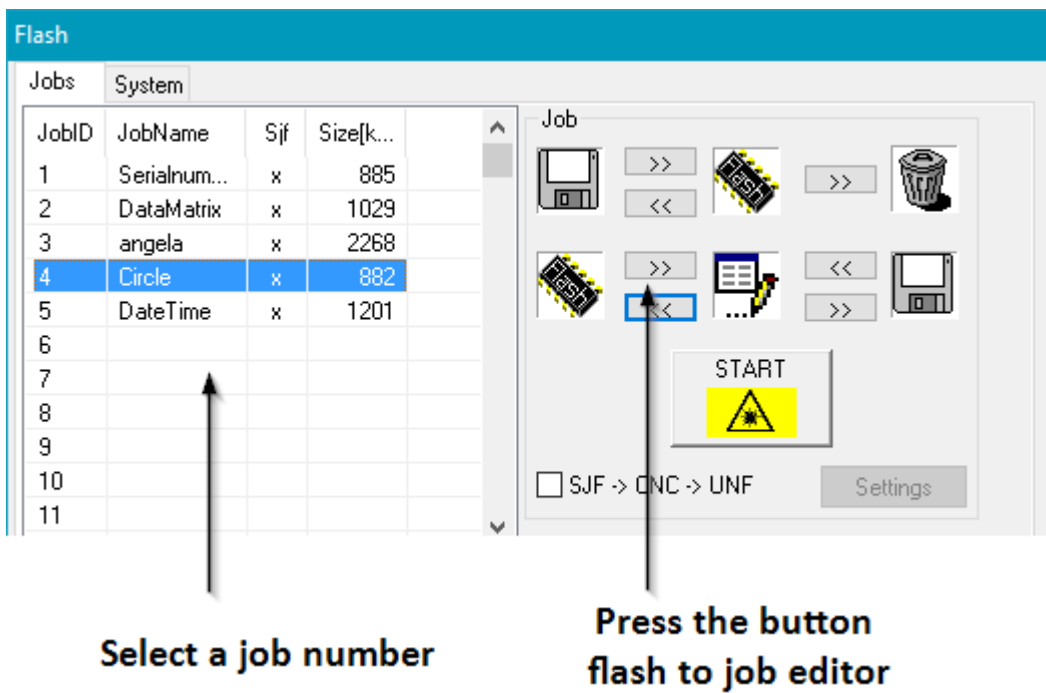 Flash
Jobs System
JobID JobName Sjf Size[k...
1 Serialnum... x 885
2 DataMatrix x 1029
3 angela x 2268
4 Circle x 882
5 DateTime x 1201
6
7
8
9
10
11
Job
>> Flash >>
<<
Flash >> ... <<
<< >>
START
SJF -> CNC -> UNF Settings
Select a job number
Press the button
flash to job editor